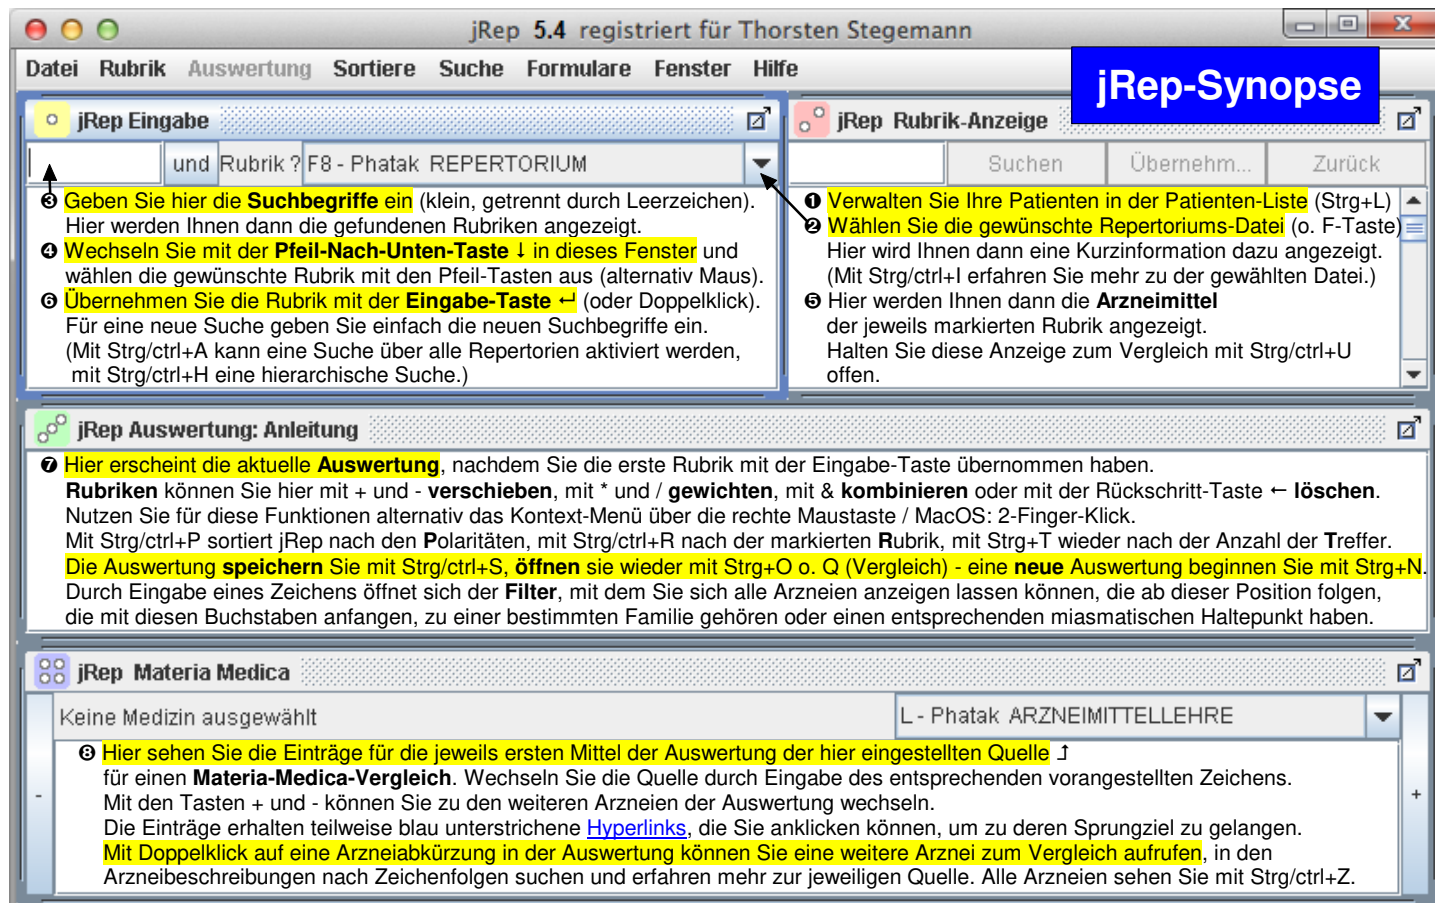 jRep 5.4 registriert für Thorsten Stegemann
Datei Rubrik Auswertung Sortiere Suche Formulare Fenster Hilfe
jRep-Synopse
jRep Eingabe
und Rubrik ? F8 - Phatak REPERTORIUM
❸ Geben Sie hier die Suchbegriffe ein (klein, getrennt durch Leerzeichen).
Hier werden Ihnen dann die gefundenen Rubriken angezeigt.
❹ Wechseln Sie mit der Pfeil-Nach-Unten-Taste ↓ in dieses Fenster und
wählen die gewünschte Rubrik mit den Pfeil-Tasten aus (alternativ Maus).
❻ Übernehmen Sie die Rubrik mit der Eingabe-Taste ↵ (oder Doppelklick).
Für eine neue Suche geben Sie einfach die neuen Suchbegriffe ein.
(Mit Strg/ctrl+A kann eine Suche über alle Repertorien aktiviert werden,
mit Strg/ctrl+H eine hierarchische Suche.)
jRep Rubrik-Anzeige
Suchen Übernehm... Zurück
❶ Verwalten Sie Ihre Patienten in der Patienten-Liste (Strg+L)
❷ Wählen Sie die gewünschte Repertoriums-Datei (o. F-Taste)
Hier wird Ihnen dann eine Kurzinformation dazu angezeigt.
(Mit Strg/ctrl+I erfahren Sie mehr zu der gewählten Datei.)
❺ Hier werden Ihnen dann die Arzneimittel
der jeweils markierten Rubrik angezeigt.
Halten Sie diese Anzeige zum Vergleich mit Strg/ctrl+U
offen.
jRep Auswertung: Anleitung
❼ Hier erscheint die aktuelle Auswertung, nachdem Sie die erste Rubrik mit der Eingabe-Taste übernommen haben.
Rubriken können Sie hier mit + und - verschieben, mit * und / gewichten, mit & kombinieren oder mit der Rückschritt-Taste ← löschen.
Nutzen Sie für diese Funktionen alternativ das Kontext-Menü über die rechte Maustaste / MacOS: 2-Finger-Klick.
Mit Strg/ctrl+P sortiert jRep nach den Polaritäten, mit Strg/ctrl+R nach der markierten Rubrik, mit Strg+T wieder nach der Anzahl der Treffer.
Die Auswertung speichern Sie mit Strg/ctrl+S, öffnen sie wieder mit Strg+O o. Q (Vergleich) - eine neue Auswertung beginnen Sie mit Strg+N.
Durch Eingabe eines Zeichens öffnet sich der Filter, mit dem Sie sich alle Arzneien anzeigen lassen können, die ab dieser Position folgen,
die mit diesen Buchstaben anfangen, zu einer bestimmten Familie gehören oder einen entsprechenden miasmatischen Haltepunkt haben.
jRep Materia Medica
Keine Medizin ausgewählt
L - Phatak ARZNEIMITTELLEHRE
❽ Hier sehen Sie die Einträge für die jeweils ersten Mittel der Auswertung der hier eingestellten Quelle ⤴
für einen Materia-Medica-Vergleich. Wechseln Sie die Quelle durch Eingabe des entsprechenden vorangestellten Zeichens.
- Mit den Tasten + und - können Sie zu den weiteren Arzneien der Auswertung wechseln. +
Die Einträge erhalten teilweise blau unterstrichene Hyperlinks, die Sie anklicken können, um zu deren Sprungziel zu gelangen.
Mit Doppelklick auf eine Arzneiabkürzung in der Auswertung können Sie eine weitere Arznei zum Vergleich aufrufen, in den
Arzneibeschreibungen nach Zeichenfolgen suchen und erfahren mehr zur jeweiligen Quelle. Alle Arzneien sehen Sie mit Strg/ctrl+Z.